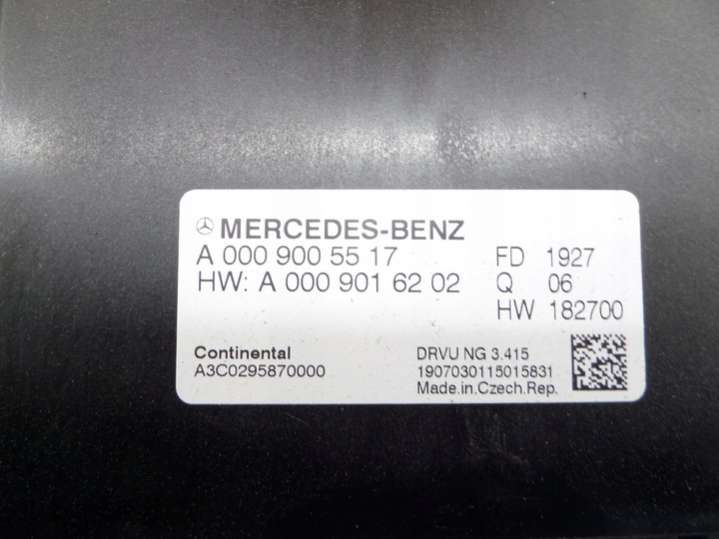 MERCEDES-BENZ
A 000 900 55 17 FD 1927
HW: A 000 901 62 02 Q 06
HW 182700
Continental DRVU NG 3.415
A3C0295870000 1907030115015831
Made.in.Czech.Rep.